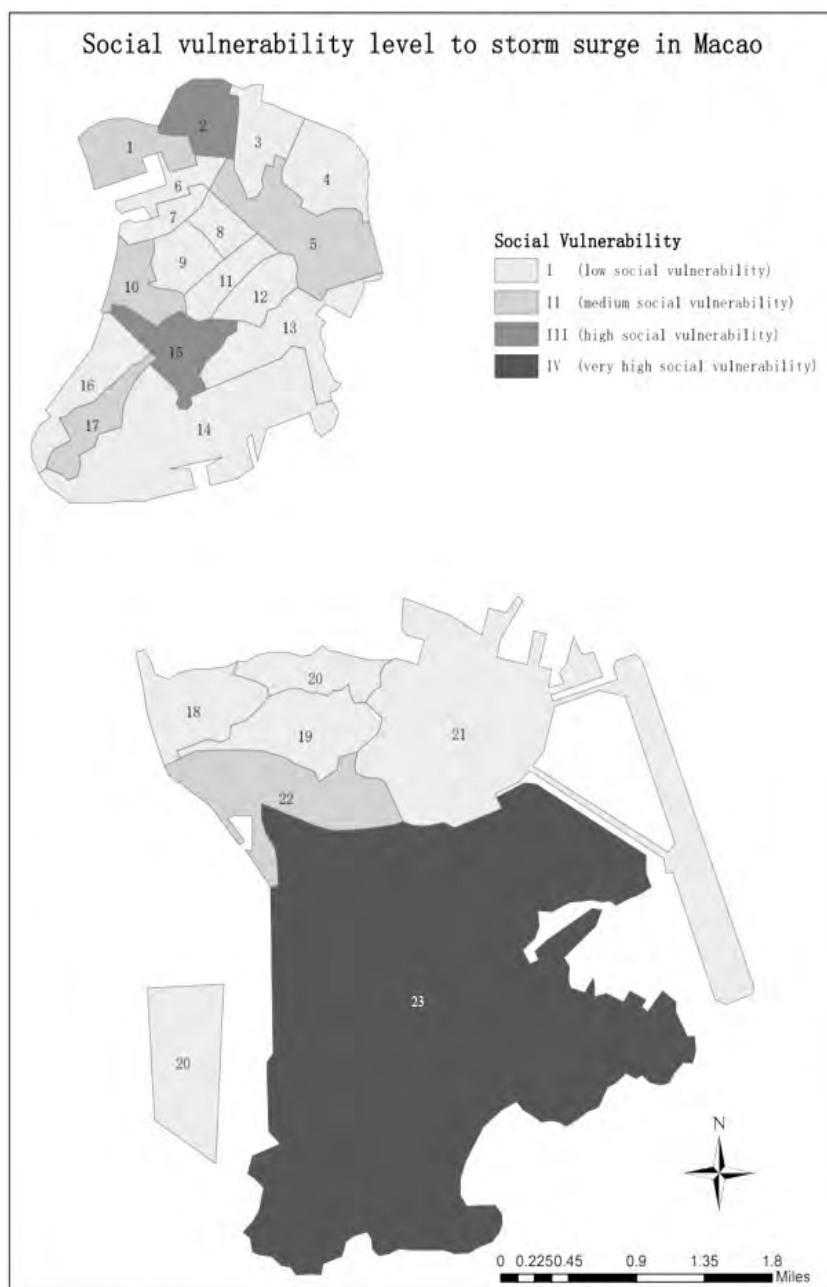 Social vulnerability level to storm surge in Macao
2
1
3
4
6
7
8
5
9
11
12
10
13
15
16
17
14
Social Vulnerability
I (low social vulnerability)
II (medium social vulnerability)
III (high social vulnerability)
IV (very high social vulnerability)
20
18
19
21
22
23
20
N
0 0.2250.45 0.9 1.35 1.8
Miles